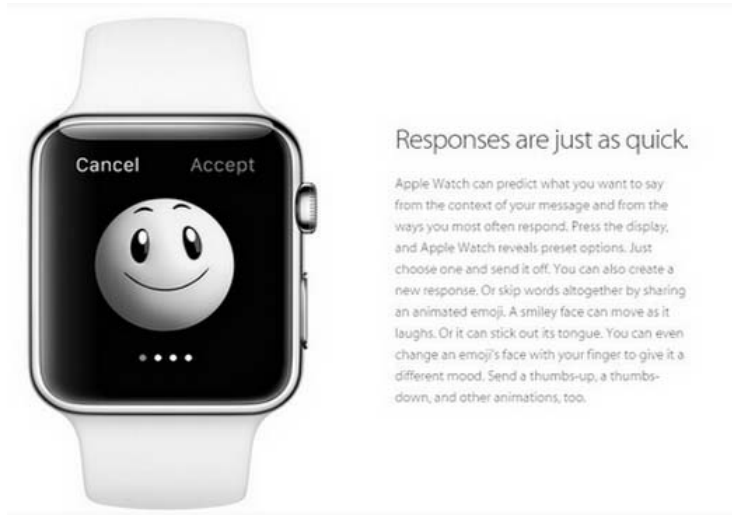 Cancel Accept
Responses are just as quick.
Apple Watch can predict what you want to say
from the context of your message and from the
ways you most often respond. Press the display,
and Apple Watch reveals preset options. Just
choose one and send it off. You can also create a
new response. Or skip words altogether by sharing
an animated emoji. A smiley face can move as it
laughs. Or it can stick out its tongue. You can even
change an emoji's face with your finger to give it a
different mood. Send a thumbs-up, a thumbs-
down, and other animations, too.